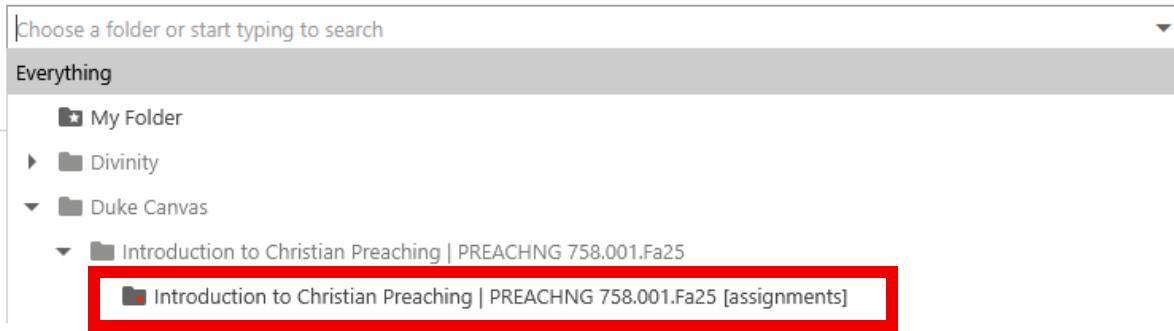 Choose a folder or start typing to search
Everything
My Folder
Divinity
Duke Canvas
Introduction to Christian Preaching | PREACHNG 758.001.Fa25
Introduction to Christian Preaching | PREACHNG 758.001.Fa25 [assignments]